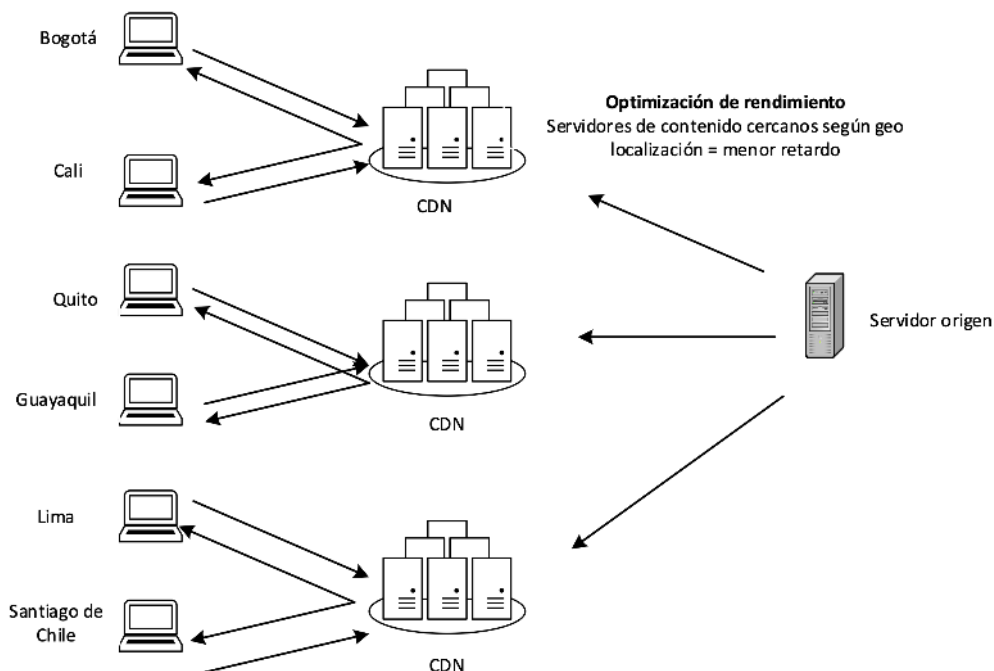 Bogotá
Optimización de rendimiento
Servidores de contenido cercanos según geo
localización = menor retardo
Cali
CDN
Quito
Servidor origen
Guayaquil
CDN
Lima
Santiago de
Chile
CDN